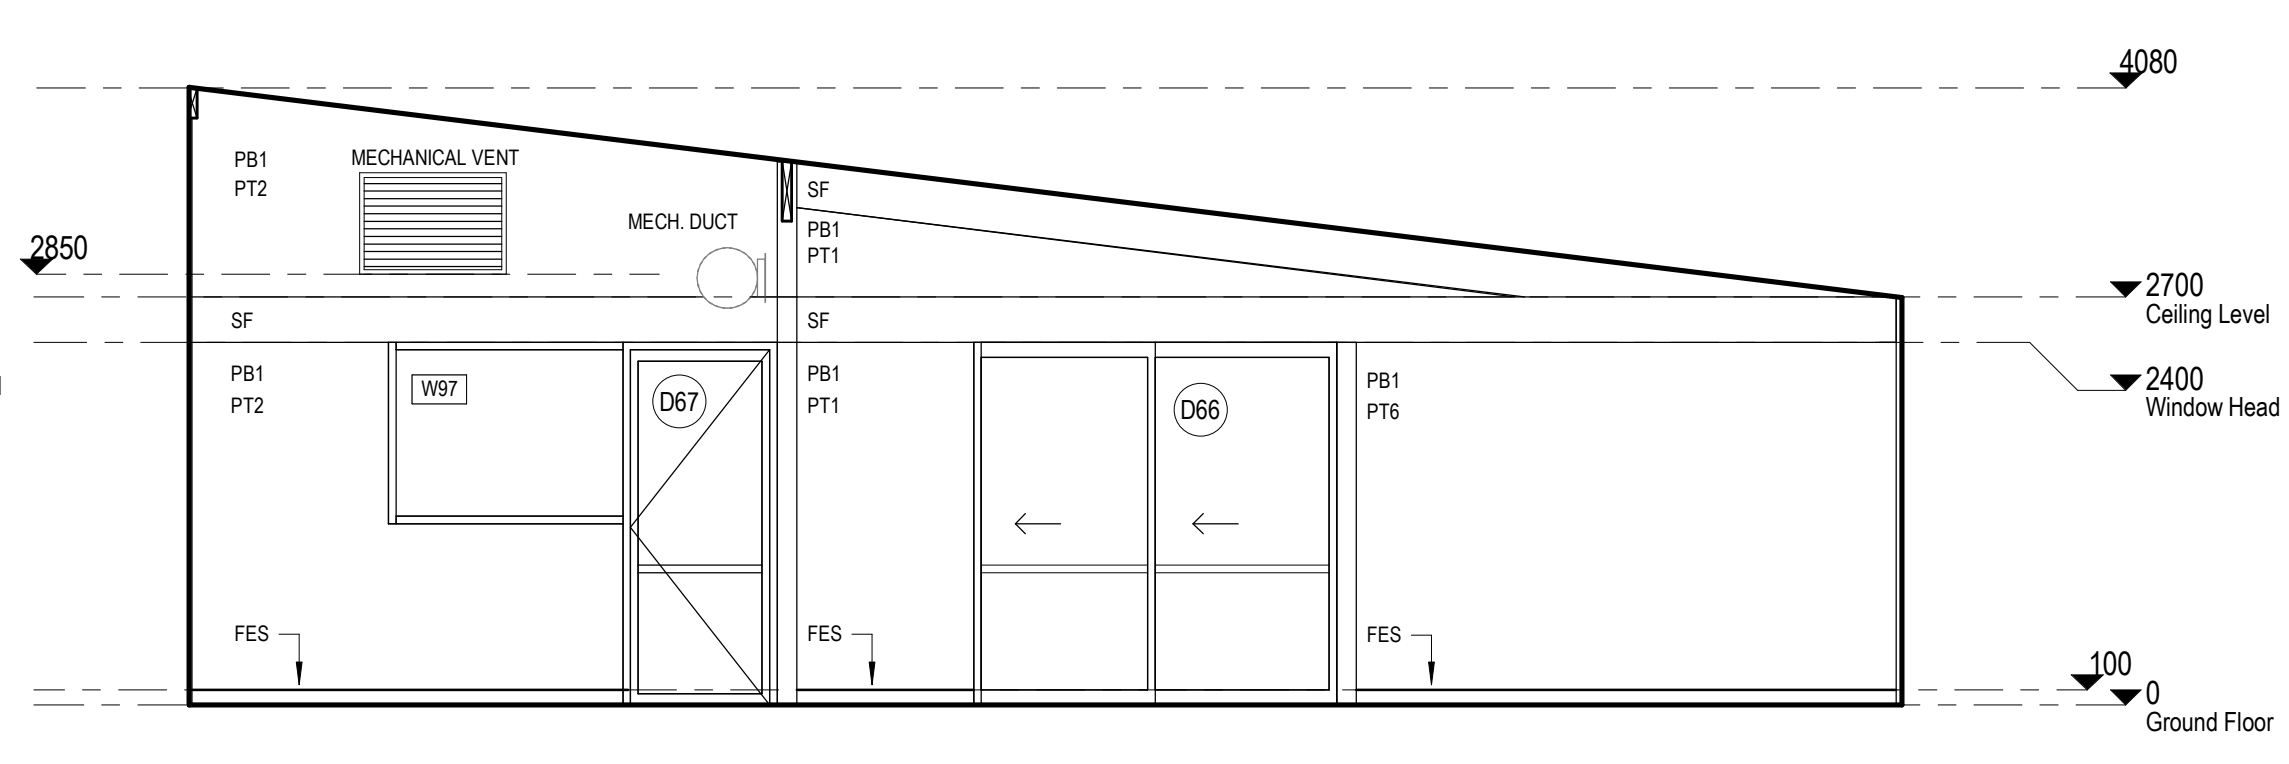 4080
PB1
MECHANICAL VENT
PT2
SF
MECH. DUCT
PB1
2850
PT1
2700
Ceiling Level
SF
SF
PB1
PB1
PB1
2400
W97
D67
D66
PT2
PT1
PT6
Window Head
FES
FES
FES
100
0
Ground Floor